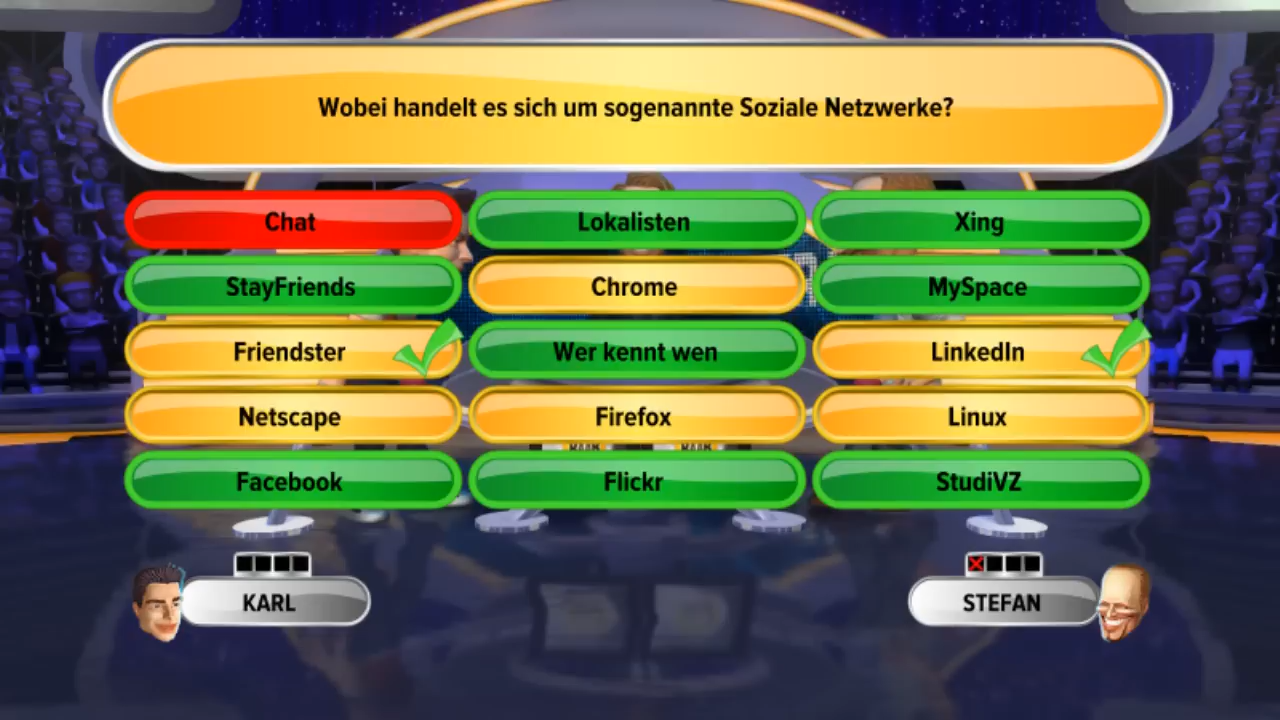 Wobei handelt es sich um sogenannte Soziale Netzwerke?
Chat
Lokalisten
Xing
StayFriends
Chrome
MySpace
Friendster
Wer kennt wen
LinkedIn
Netscape
Firefox
Linux
Facebook
Flickr
StudiVZ
KARL
STEFAN